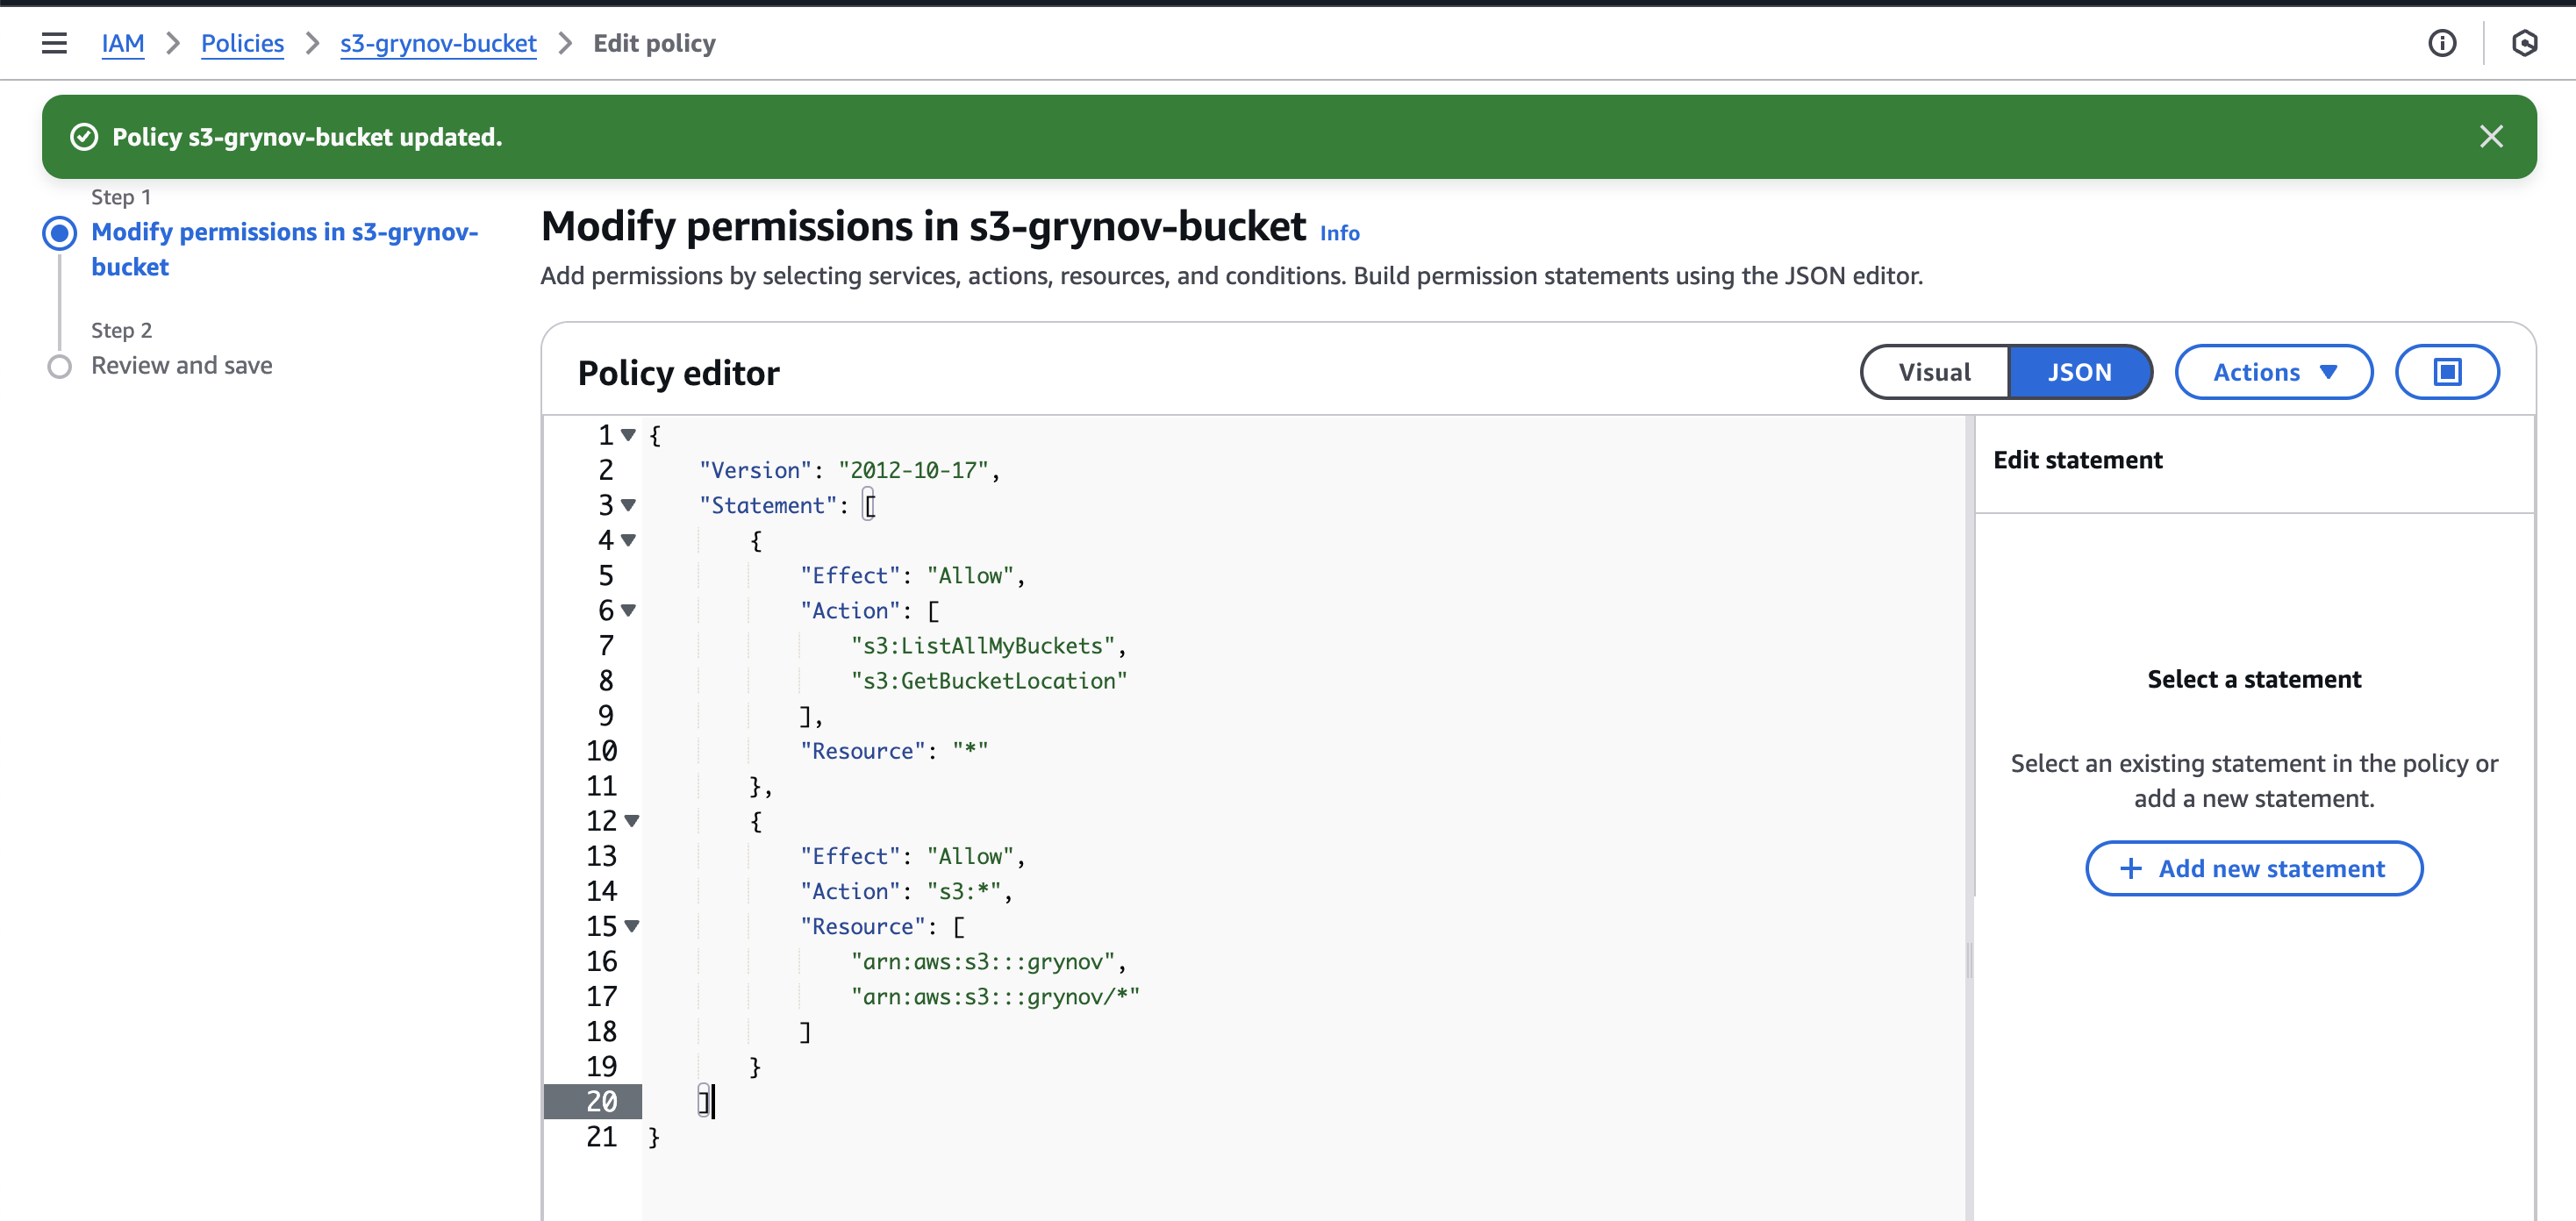 IAM > Policies > s3-grynov-bucket > Edit policy
Policy s3-grynov-bucket updated.
Step 1
Modify permissions in s3-grynov-
bucket
Step 2
Review and save
Modify permissions in s3-grynov-bucket Info
Add permissions by selecting services, actions, resources, and conditions. Build permission statements using the JSON editor.
Policy editor
Visual JSON Actions
1 {
2     "Version": "2012-10-17",
3     "Statement": [
4         {
5             "Effect": "Allow",
6             "Action": [
7                 "s3:ListAllMyBuckets",
8                 "s3:GetBucketLocation"
9             ],
10             "Resource": "*"
11         },
12         {
13             "Effect": "Allow",
14             "Action": "s3:*",
15             "Resource": [
16                 "arn:aws:s3:::grynov",
17                 "arn:aws:s3:::grynov/*"
18             ]
19         }
20     ]
21 }
Edit statement
Select a statement
Select an existing statement in the policy or
add a new statement.
+ Add new statement